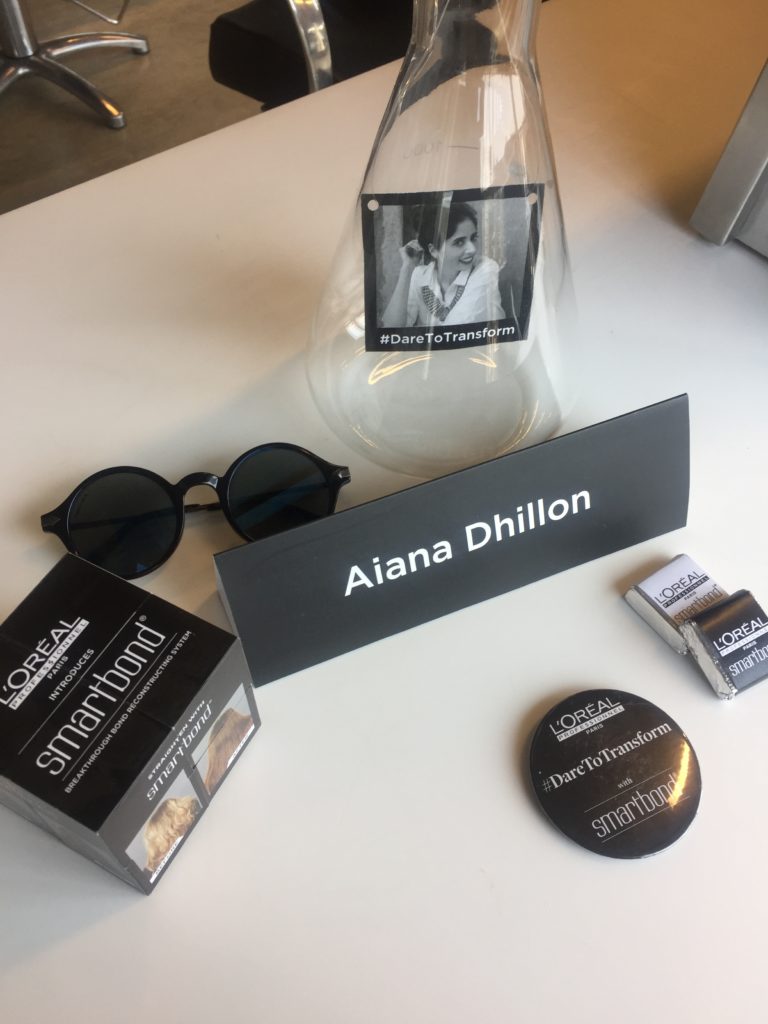 #DareToTransform
Aiana Dhillon
L'ORÉAL
PROFESSIONNEL
PARIS
INTRODUCES
smartbond®
BREAKTHROUGH BOND RECONSTRUCTING SYSTEM
STRAIGHTEN WITH
smartbond
L'ORÉAL
PROFESSIONNEL
PARIS
smartbond
L'ORÉAL
PROFESSIONNEL
PARIS
smartbond
L'ORÉAL
PROFESSIONNEL
PARIS
#DareToTransform
with
smartbond